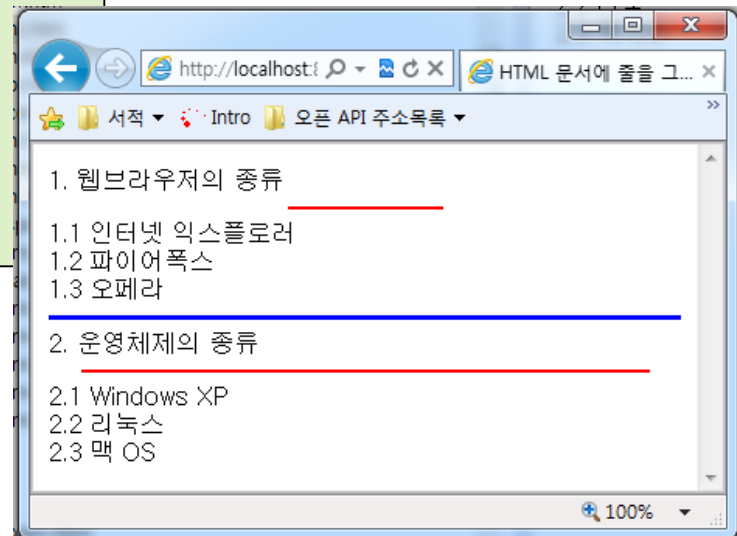 http://localhost:8
HTML 문서에 줄을 그...
서적
Intro
오픈 API 주소목록
1. 웹브라우저의 종류
1.1 인터넷 익스플로러
1.2 파이어폭스
1.3 오페라
2. 운영체제의 종류
2.1 Windows XP
2.2 리눅스
2.3 맥 OS
100%